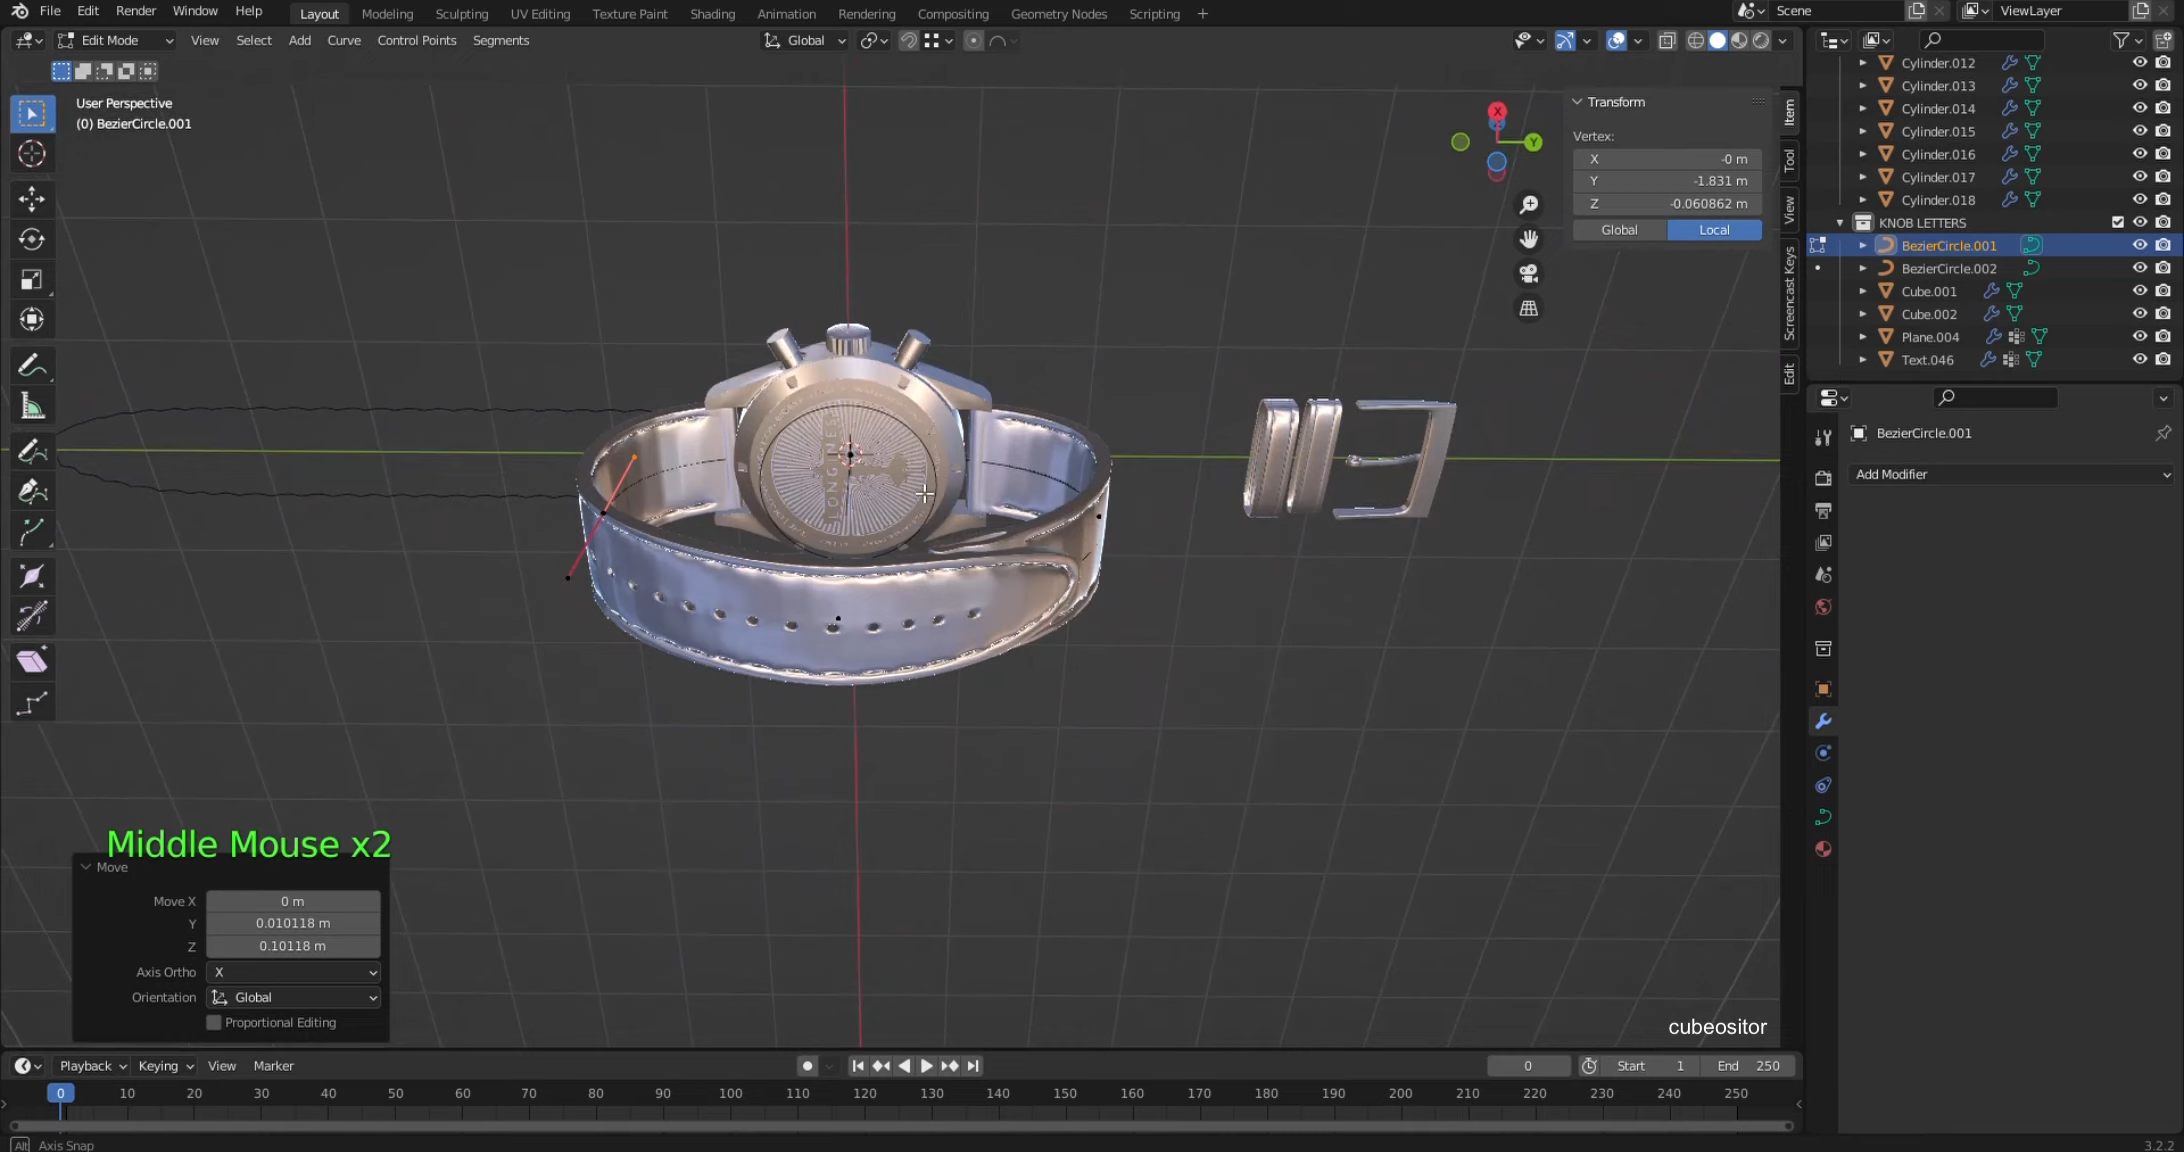 File Edit Render Window Help Layout Modeling Sculpting UV Editing Texture Paint Shading Animation Rendering Compositing Geometry Nodes Scripting + Scene ViewLayer
Edit Mode View Select Add Curve Control Points Segments Global
User Perspective
(0) BezierCircle.001
X
Y
Transform
Vertex:
X -0 m
Y -1.831 m
Z -0.060862 m
Global Local
Item
Tool
View
Screencast Keys
Edit
Cylinder.012
Cylinder.013
Cylinder.014
Cylinder.015
Cylinder.016
Cylinder.017
Cylinder.018
KNOB LETTERS
BezierCircle.001
BezierCircle.002
Cube.001
Cube.002
Plane.004
Text.046
BezierCircle.001
Add Modifier
LONGINES
Middle Mouse x2
Move
Move X 0 m
Y 0.010118 m
Z 0.10118 m
Axis Ortho X
Orientation Global
Proportional Editing
cubeositor
Playback Keying View Marker 0 Start 1 End 250
0 10 20 30 40 50 60 70 80 90 100 110 120 130 140 150 160 170 180 190 200 210 220 230 240 250
Alt Axis Snap 3.2.2